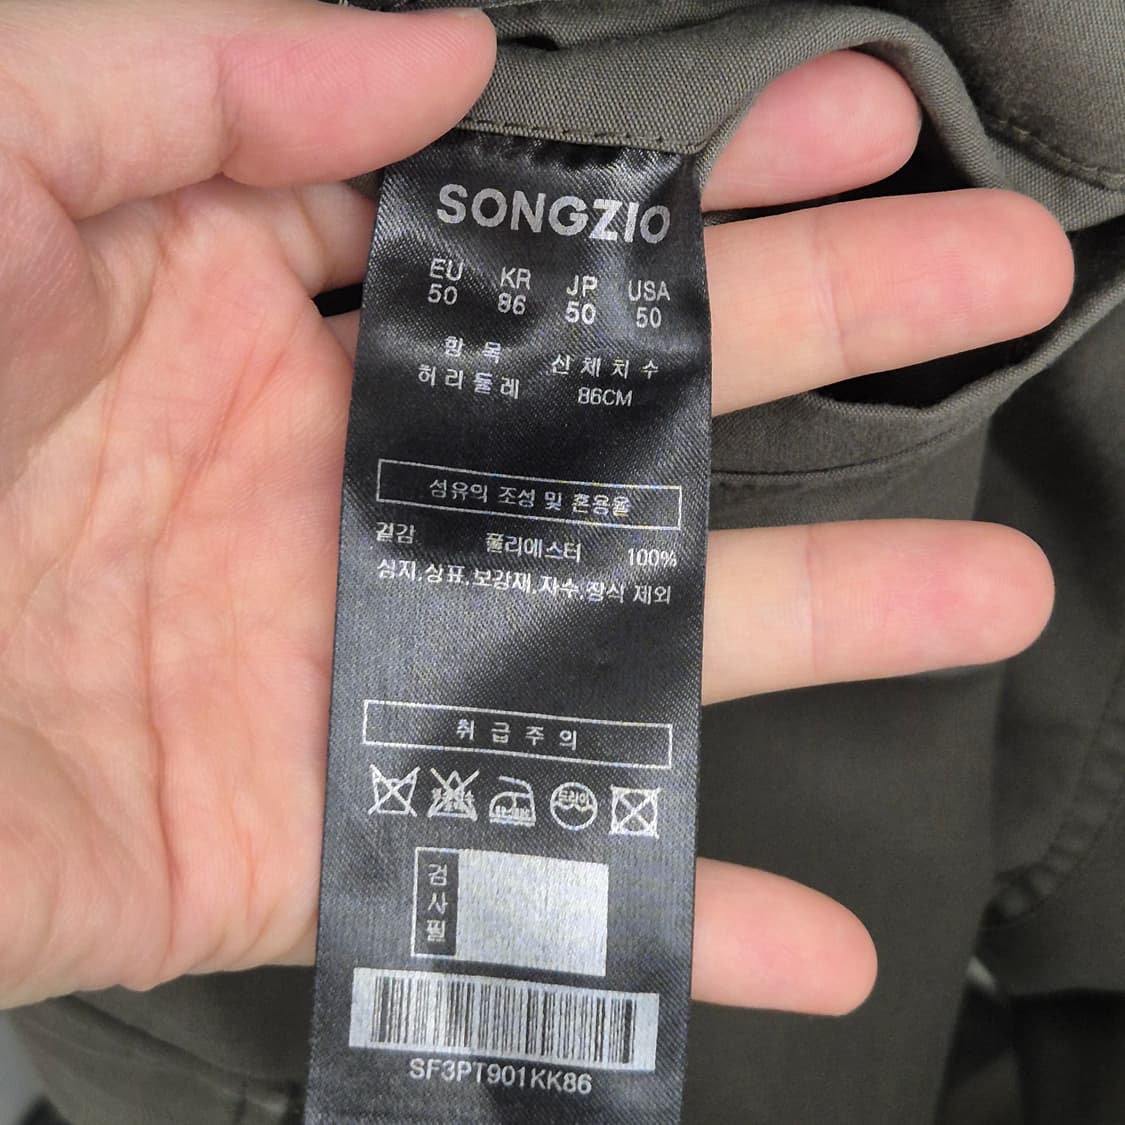 SONGZIO
EU KR JP USA
50 86 50 50
항 목 신 체 치 수
허 리 둘 레 86CM
섬유의 조성 및 혼용율
겉감 폴리에스터 100%
심지,상표,보강재,자수,장식 제외
취 급 주 의
드라이
검사필
SF3PT901KK86